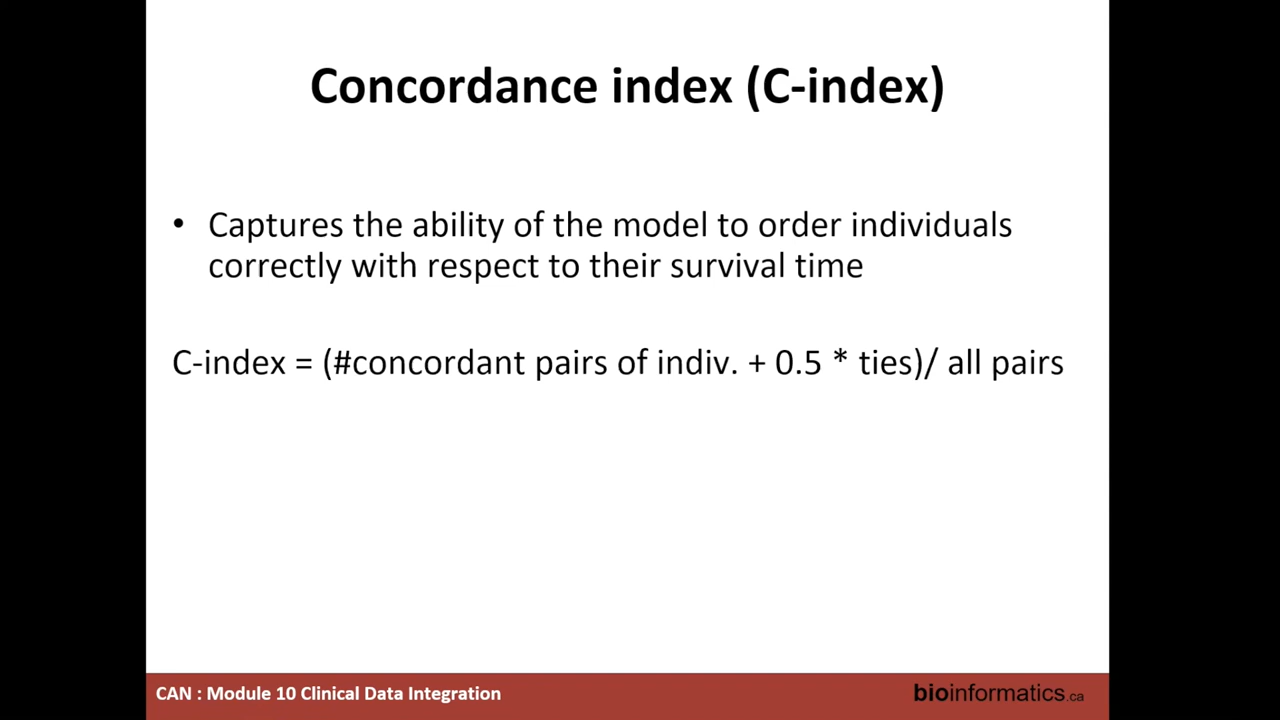 Concordance index (C-index)
• Captures the ability of the model to order individuals
correctly with respect to their survival time
C-index = (#concordant pairs of indiv. + 0.5 * ties)/ all pairs
CAN : Module 10 Clinical Data Integration
bioinformatics.ca